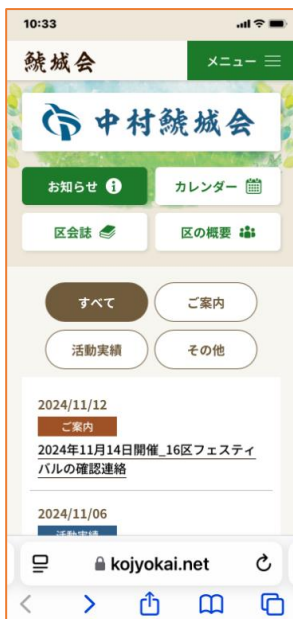 10:33
鯱城会
メニュー
中村鯱城会
お知らせ
カレンダー
区会誌
区の概要
すべて
ご案内
活動実績
その他
2024/11/12
ご案内
2024年11月14日開催_16区フェスティ
バルの確認連絡
2024/11/06
活動実績
kojyokai.net